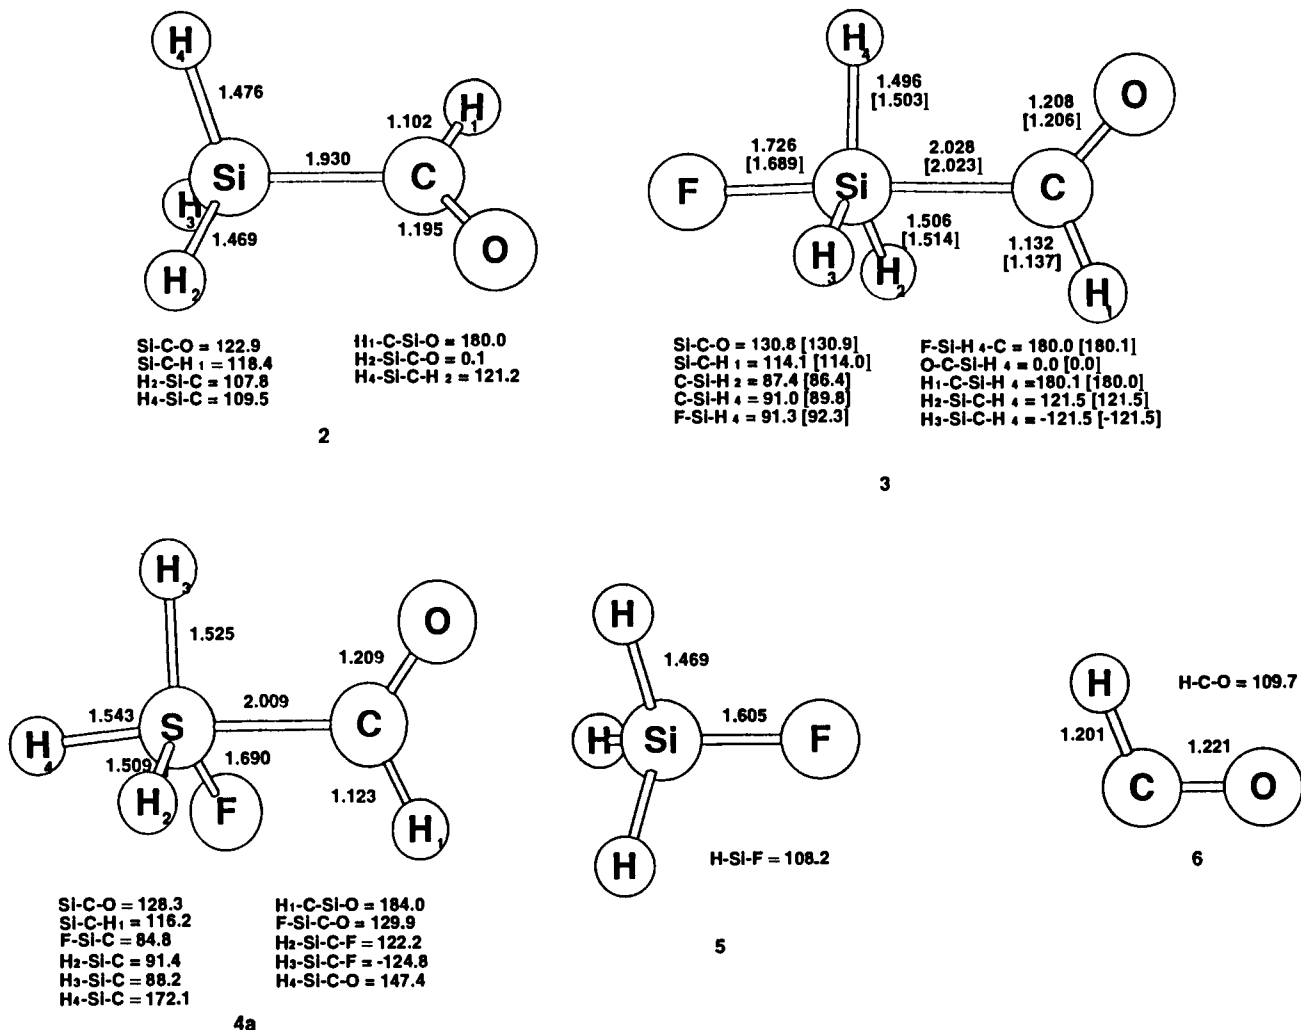 H4
1.476
Si
1.930
1.102
H1
C
H3
1.469
1.195
O
H2
Si-C-O = 122.9
Si-C-H1 = 118.4
H2-Si-C = 107.8
H4-Si-C = 109.5
H1-C-Si-O = 180.0
H2-Si-C-O = 0.1
H4-Si-C-H2 = 121.2
2
H4
1.496
[1.503]
1.208
[1.206]
O
1.726
[1.689]
2.028
[2.023]
F
Si
C
1.506
[1.514]
1.132
[1.137]
H3
H2
H1
Si-C-O = 130.8 [130.9]
Si-C-H1 = 114.1 [114.0]
C-Si-H2 = 87.4 [86.4]
C-Si-H4 = 91.0 [89.8]
F-Si-H4 = 91.3 [92.3]
F-Si-H4-C = 180.0 [180.1]
O-C-Si-H4 = 0.0 [0.0]
H1-C-Si-H4 =180.1 [180.0]
H2-Si-C-H4 = 121.5 [121.5]
H3-Si-C-H4 = -121.5 [-121.5]
3
H3
1.525
O
1.209
2.009
1.543
S
C
H4
1.509
1.690
H2
F
1.123
H1
Si-C-O = 128.3
Si-C-H1 = 116.2
F-Si-C = 84.8
H2-Si-C = 91.4
H3-Si-C = 88.2
H4-Si-C = 172.1
H1-C-Si-O = 184.0
F-Si-C-O = 129.9
H2-Si-C-F = 122.2
H3-Si-C-F = -124.8
H4-Si-C-O = 147.4
4a
H
1.469
H
Si
1.605
F
H
H-Si-F = 108.2
5
H
H-C-O = 109.7
1.201
1.221
C
O
6